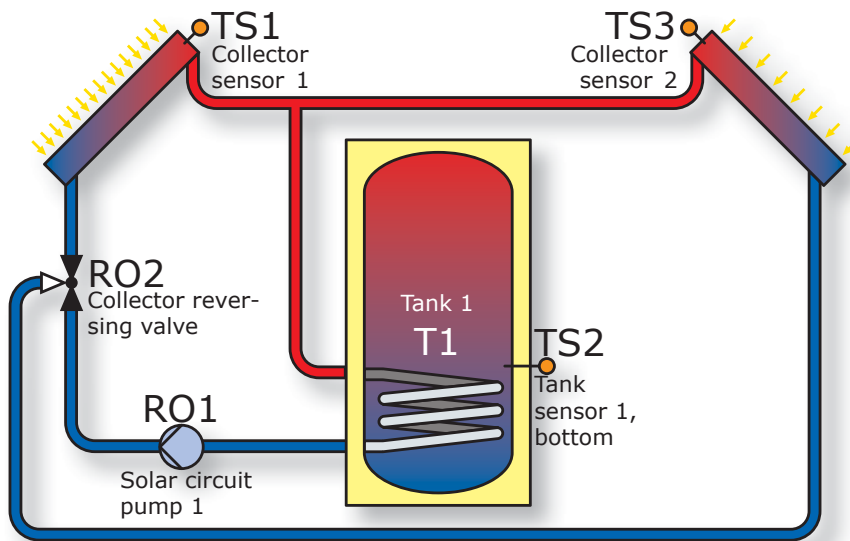 TS1
Collector
sensor 1
TS3
Collector
sensor 2
RO2
Collector rever-
sing valve
Tank 1
T1
TS2
Tank
sensor 1,
bottom
RO1
Solar circuit
pump 1